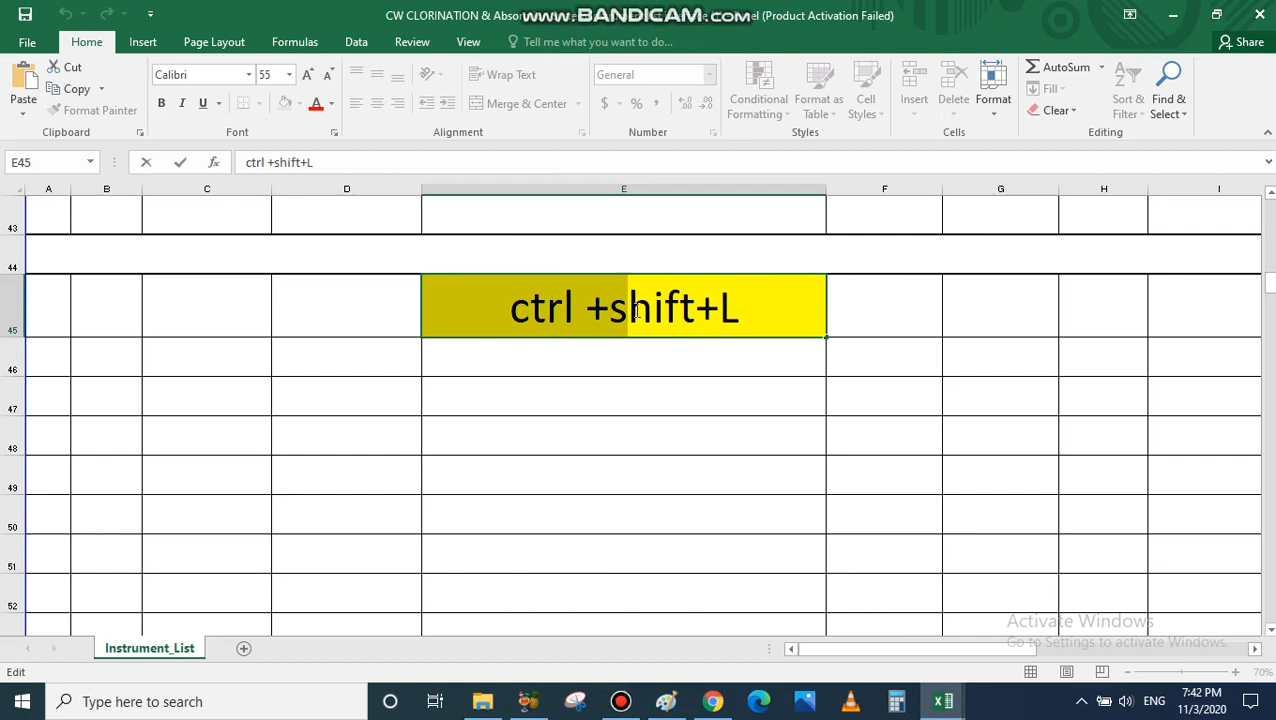 CW CLORINATION & Abso
www.BANDICAM.com
el (Product Activation Failed)
File
Home
Insert
Page Layout
Formulas
Data
Review
View
Tell me what you want to do...
Share
Paste
Cut
Copy
Format Painter
Clipboard
Calibri
55
B I U
Font
Wrap Text
Merge & Center
Alignment
General
$ % ,
Number
Conditional Formatting
Format as Table
Cell Styles
Styles
Insert
Delete
Format
Cells
AutoSum
Fill
Clear
Sort & Filter
Find & Select
Editing
E45
fx
ctrl +shift+L
A B C D E F G H I
43
44
45
ctrl +shift+L
46
47
48
49
50
51
52
Activate Windows
Go to Settings to activate Windows.
Instrument_List
Edit
70%
Type here to search
ENG
7:42 PM
11/3/2020